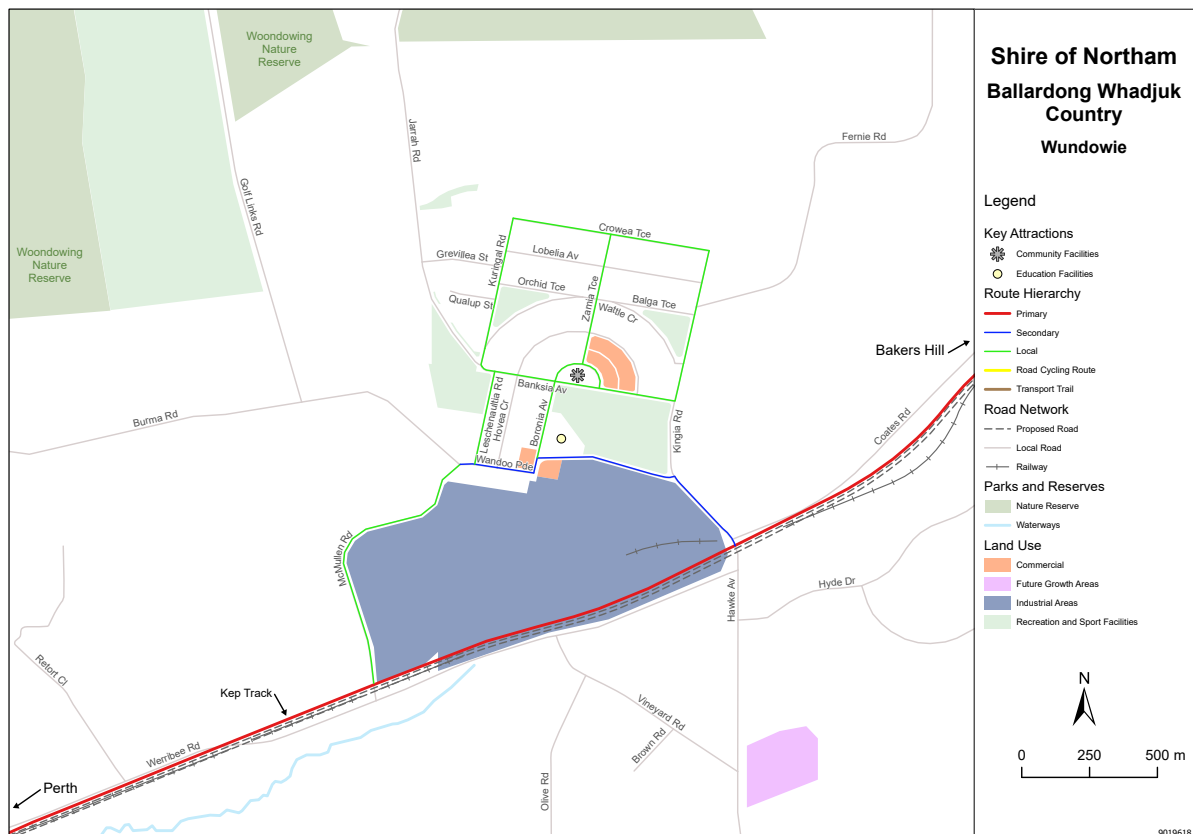 Woondowing
Nature
Reserve
Woondowing
Nature
Reserve
Golf Links Rd
Jarrah Rd
Fernie Rd
Crowea Tce
Kuringal Rd
Lobelia Av
Grevillea St
Orchid Tce
Qualup St
Zamia Tce
Balga Tce
Wattle Cr
Bakers Hill
Banksia Av
Leschenaultia Rd
Hovea Cr
Boronia Av
Kingia Rd
Coates Rd
Burma Rd
Wandoo Pde
McMullen Rd
Hyde Dr
Hawke Av
Retort Cl
Kep Track
Vineyard Rd
Brown Rd
Werribee Rd
Olive Rd
Perth
Shire of Northam
Ballardong Whadjuk
Country
Wundowie
Legend
Key Attractions
Community Facilities
Education Facilities
Route Hierarchy
Primary
Secondary
Local
Road Cycling Route
Transport Trail
Road Network
Proposed Road
Local Road
Railway
Parks and Reserves
Nature Reserve
Waterways
Land Use
Commercial
Future Growth Areas
Industrial Areas
Recreation and Sport Facilities
N
0 250 500 m
9019618